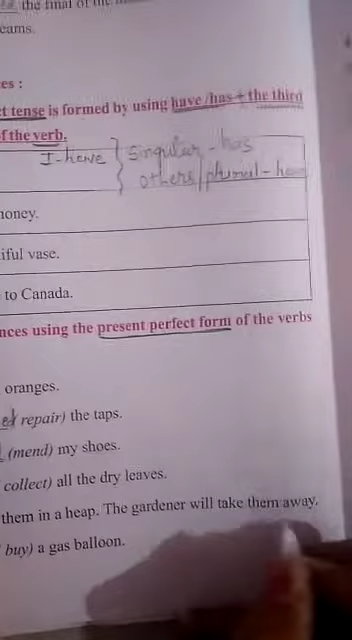 the final of the
eams.
es :
t tense is formed by using have /has + the third
f the verb.
I-have } singular - has
others/plural - have
noney.
iful vase.
to Canada.
nces using the present perfect form of the verbs
oranges.
ed repair) the taps.
(mend) my shoes.
collect) all the dry leaves.
them in a heap. The gardener will take them away.
buy) a gas balloon.